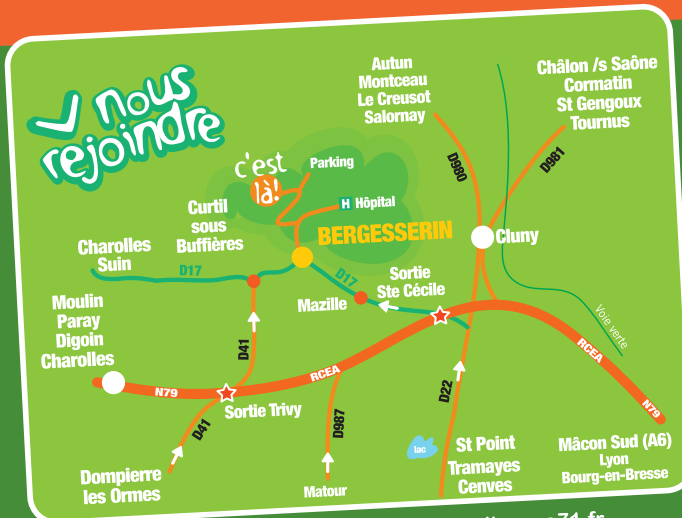 nous
rejoindre
Autun
Montceau
Le Creusot
Salornay
Châlon /s Saône
Cormatin
St Gengoux
Tournus
D980
D981
c'est
là!
Parking
H Hôpital
Curtil
sous
Buffières
BERGESSERIN
Cluny
Charolles
Suin
D17
D17
Sortie
Ste Cécile
Mazille
Moulin
Paray
Digoin
Charolles
Voie verte
D41
N79
RCEA
RCEA
N79
Sortie Trivy
D41
D987
D22
lac
St Point
Tramayes
Cenves
Mâcon Sud (A6)
Lyon
Bourg-en-Bresse
Dompierre
les Ormes
Matour